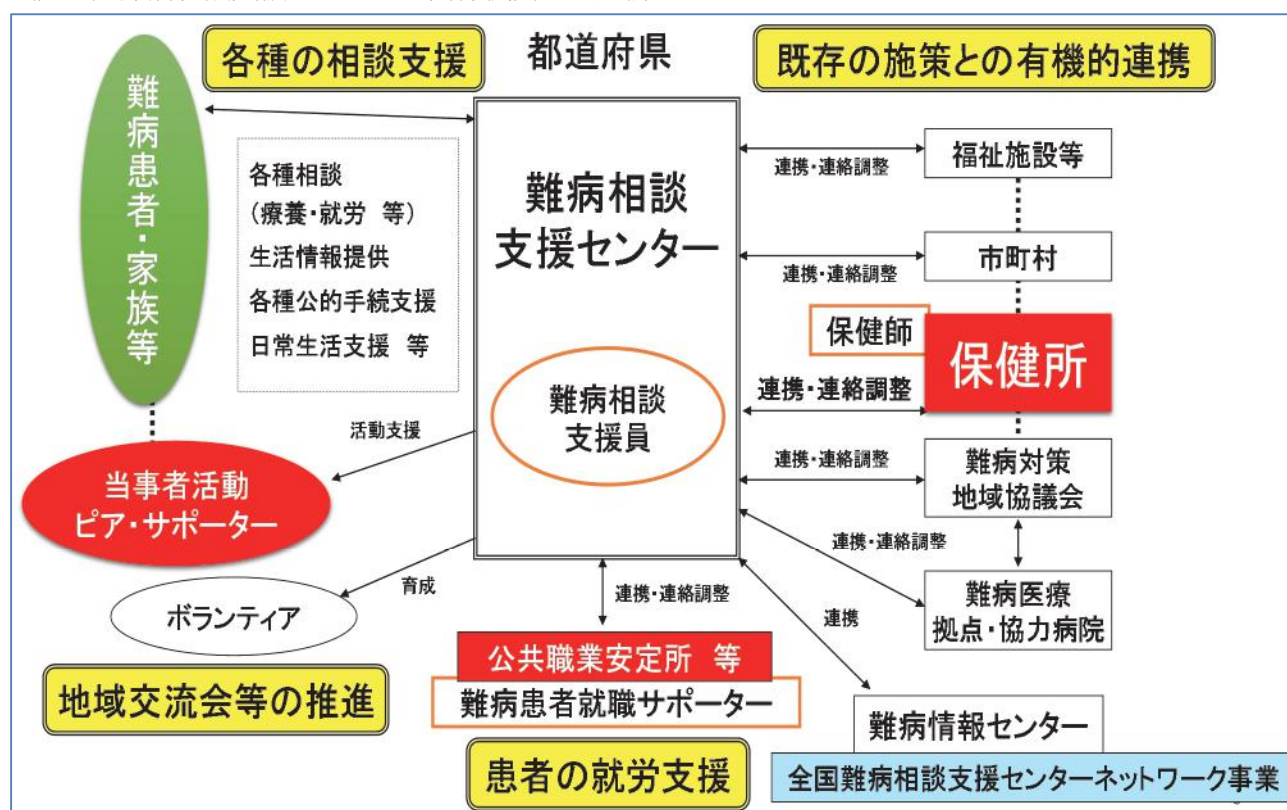 各種の相談支援
都道府県
既存の施策との有機的連携
難病患者・家族等
各種相談
(療養・就労 等)
生活情報提供
各種公的手続支援
日常生活支援 等
難病相談
支援センター
難病相談
支援員
連携・連絡調整
福祉施設等
連携・連絡調整
市町村
保健師
保健所
連携・連絡調整
連携・連絡調整
難病対策
地域協議会
連携・連絡調整
難病医療
拠点・協力病院
連携
難病情報センター
全国難病相談支援センターネットワーク事業
活動支援
当事者活動
ピア・サポーター
育成
ボランティア
地域交流会等の推進
連携・連絡調整
公共職業安定所 等
難病患者就職サポーター
患者の就労支援